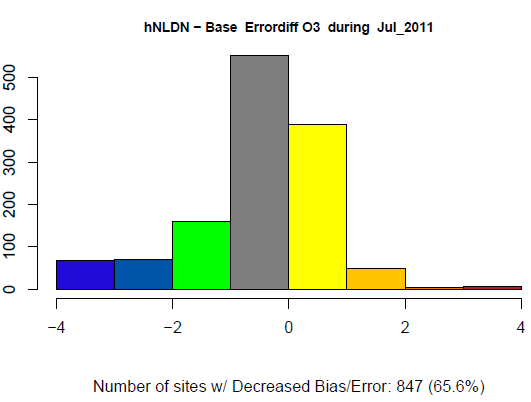 hNLDN − Base Errordiff O3 during Jul_2011
500
400
300
200
100
0
−4 −2 0 2 4
Number of sites w/ Decreased Bias/Error: 847 (65.6%)